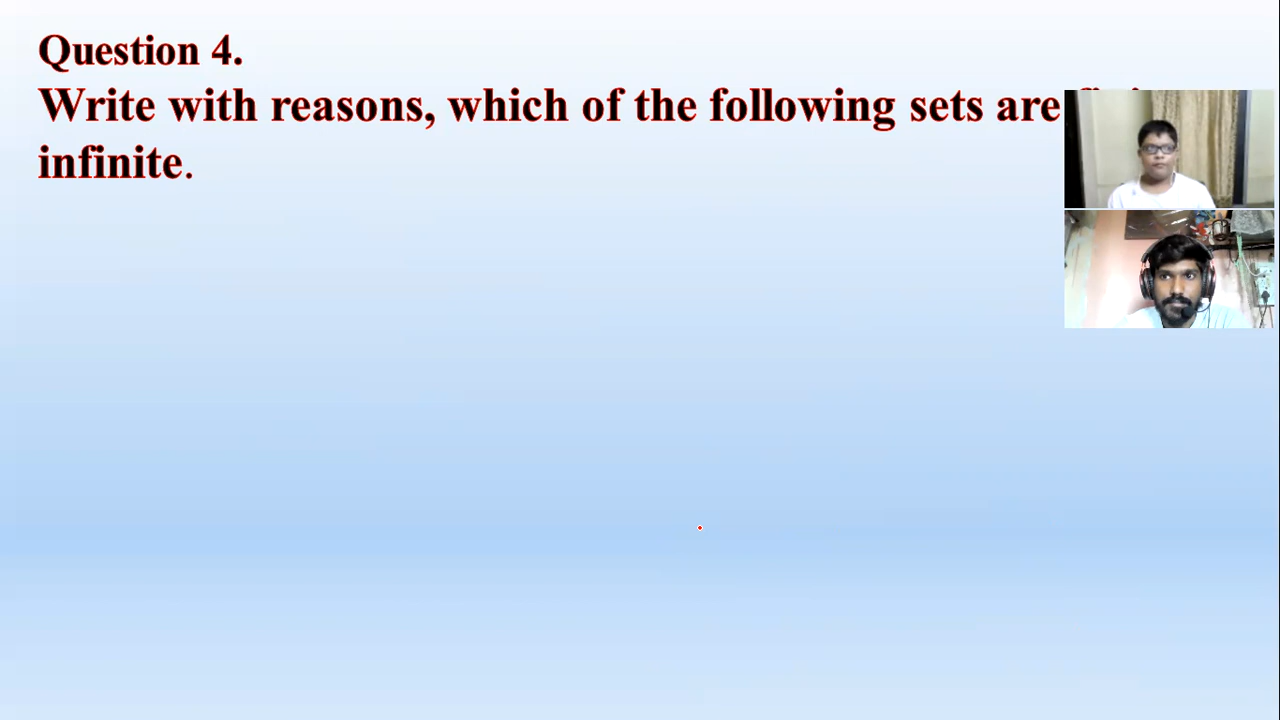 Question 4.
Write with reasons, which of the following sets are
infinite.